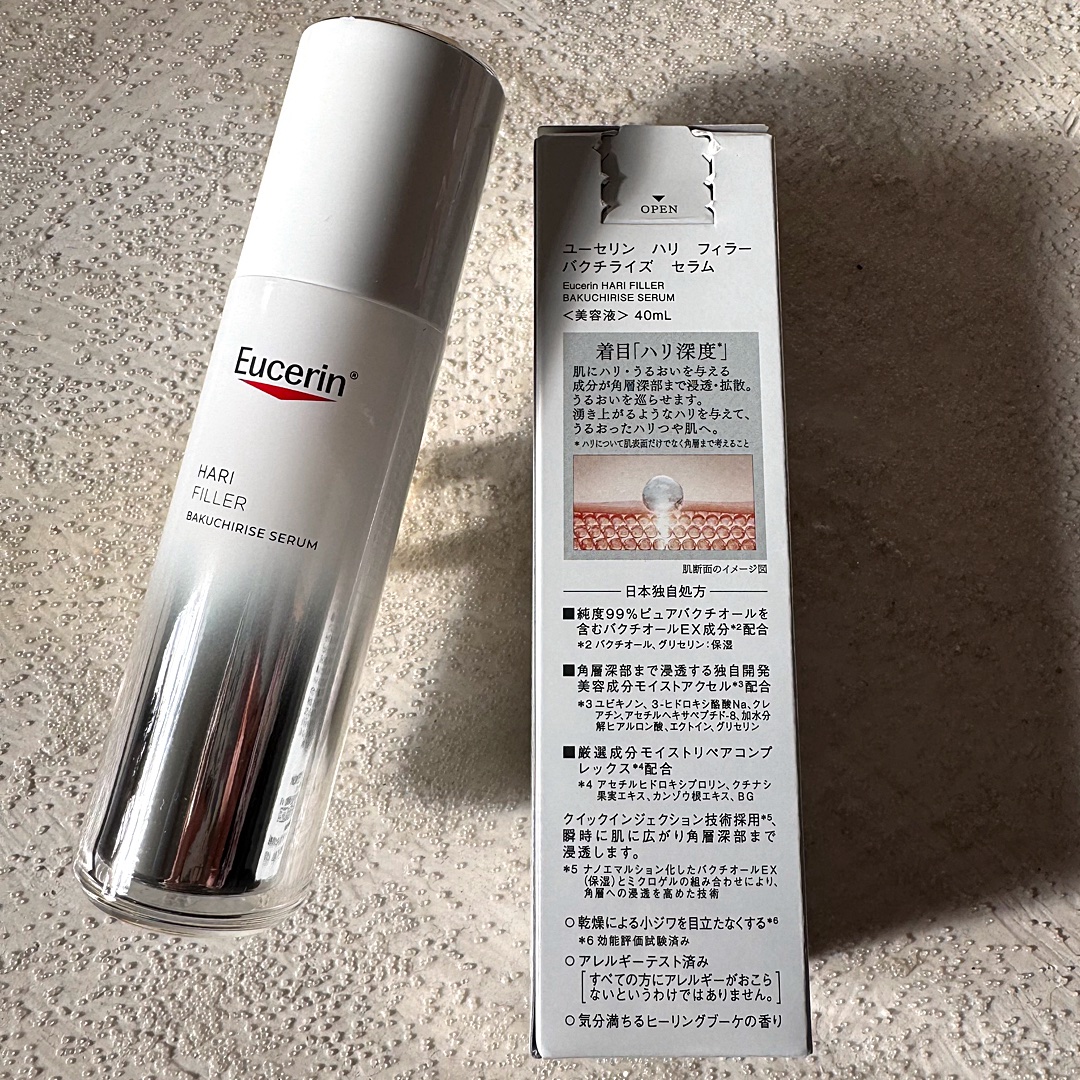 Eucerin®
HARI
FILLER
BAKUCHIRISE SERUM
OPEN
ユーセリン ハリ フィラー
バクチライズ セラム
Eucerin HARI FILLER
BAKUCHIRISE SERUM
<美容液> 40mL
着目「ハリ深度*」
肌にハリ・うるおいを与える
成分が角層深部まで浸透・拡散。
うるおいを巡らせます。
湧き上がるようなハリを与えて、
うるおったハリつや肌へ。
*ハリについて肌表面だけでなく角層まで考えること
肌断面のイメージ図
日本独自処方
■純度99%ピュアバクチオールを
含むバクチオールEX成分*2配合
*2 バクチオール、グリセリン:保湿
■角層深部まで浸透する独自開発
美容成分モイストアクセル*3配合
*3 ユビキノン、3-ヒドロキシ酪酸Na、クレ
アチン、アセチルヘキサペプチド-8、加水分
解ヒアルロン酸、エクトイン、グリセリン
■厳選成分モイストリペアコンプ
レックス*4配合
*4 アセチルヒドロキシプロリン、クチナシ
果実エキス、カンゾウ根エキス、BG
クイックインジェクション技術採用*5、
瞬時に肌に広がり角層深部まで
浸透します。
*5 ナノエマルション化したバクチオールEX
(保湿)とミクロゲルの組み合わせにより、
角層への浸透を高めた技術
○乾燥による小ジワを目立たなくする*6
*6 効能評価試験済み
○アレルギーテスト済み
[すべての方にアレルギーがおこら
ないというわけではありません。]
○気分満ちるヒーリングブーケの香り